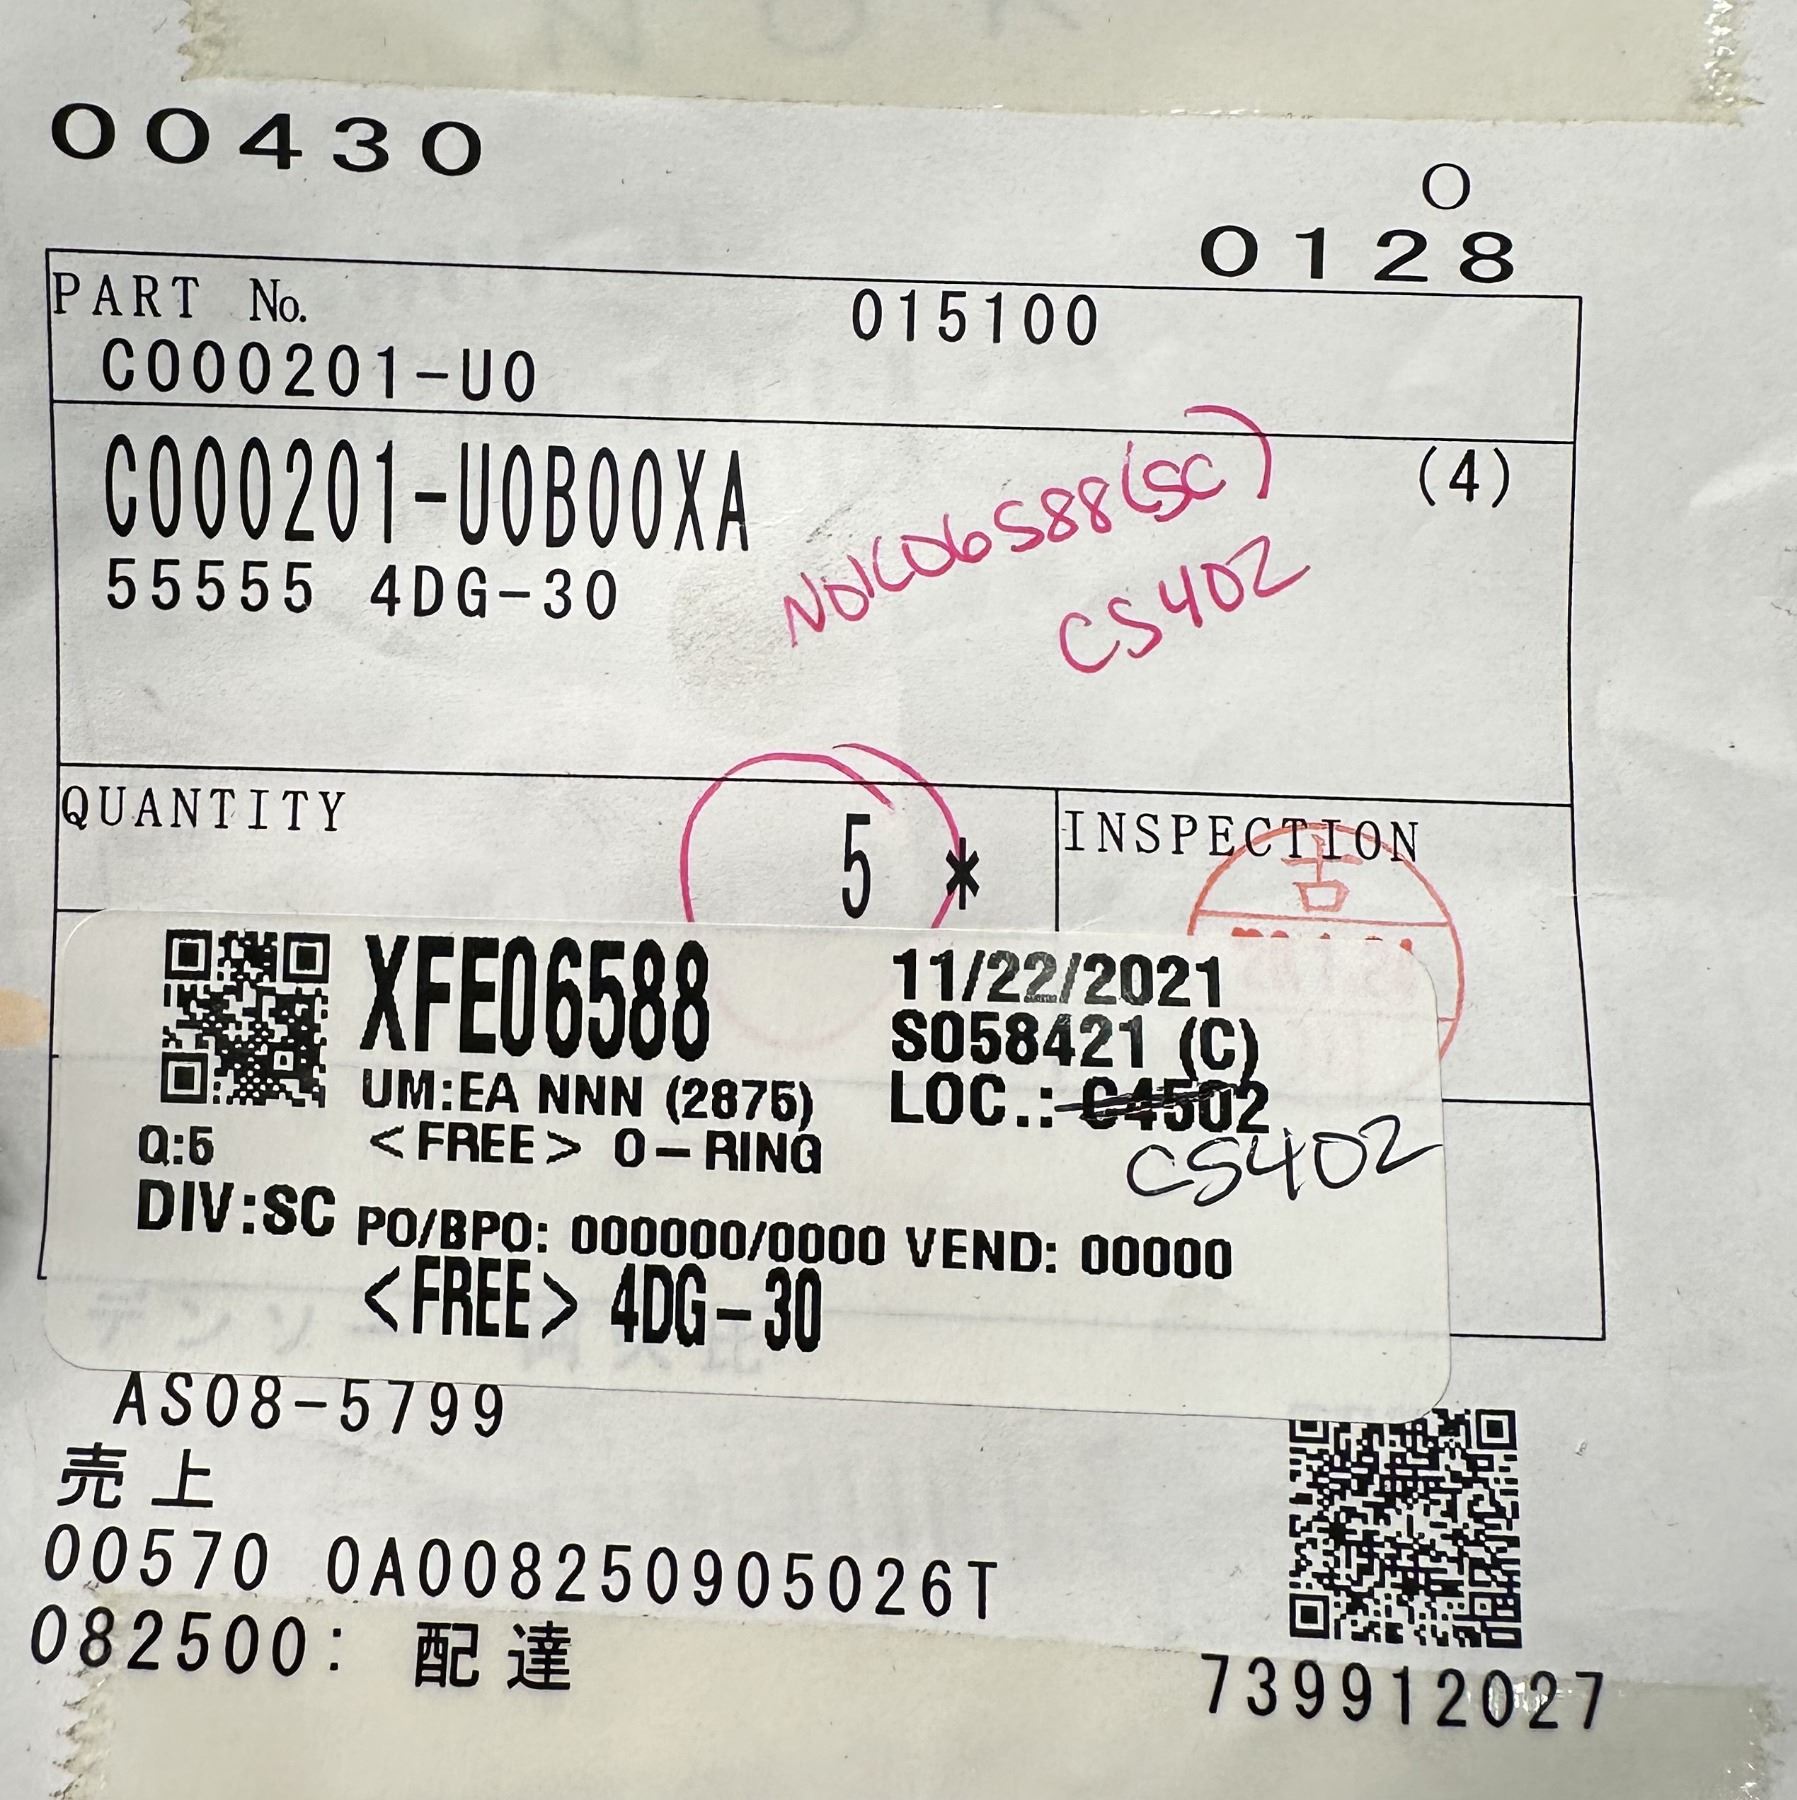 00430
O
0128
PART No.
015100
C000201-U0
C000201-U0B00XA
(4)
55555 4DG-30
NOK06588(SC)
CS402
QUANTITY
5 *
INSPECTION
吉
XFE06588
11/22/2021
S058421 (C)
UM:EA NNN (2875)
LOC.: C4502
Q:5
<FREE> O-RING
CS402
DIV:SC
PO/BPO: 000000/0000 VEND: 00000
<FREE> 4DG-30
AS08-5799
売上
00570 0A008250905026T
082500: 配達
739912027